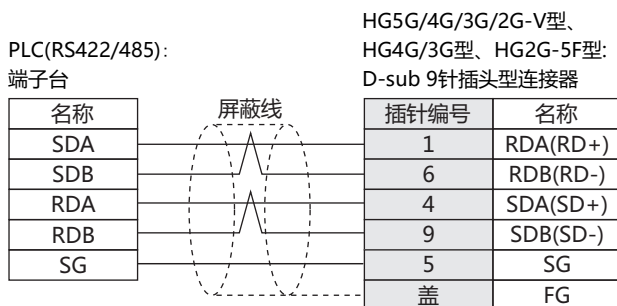 HG5G/4G/3G/2G-V型、
PLC(RS422/485): HG4G/3G型、HG2G-5F型:
端子台 D-sub 9针插头型连接器
名称 屏蔽线 插针编号 名称
SDA 1 RDA(RD+)
SDB 6 RDB(RD-)
RDA 4 SDA(SD+)
RDB 9 SDB(SD-)
SG 5 SG
盖 FG